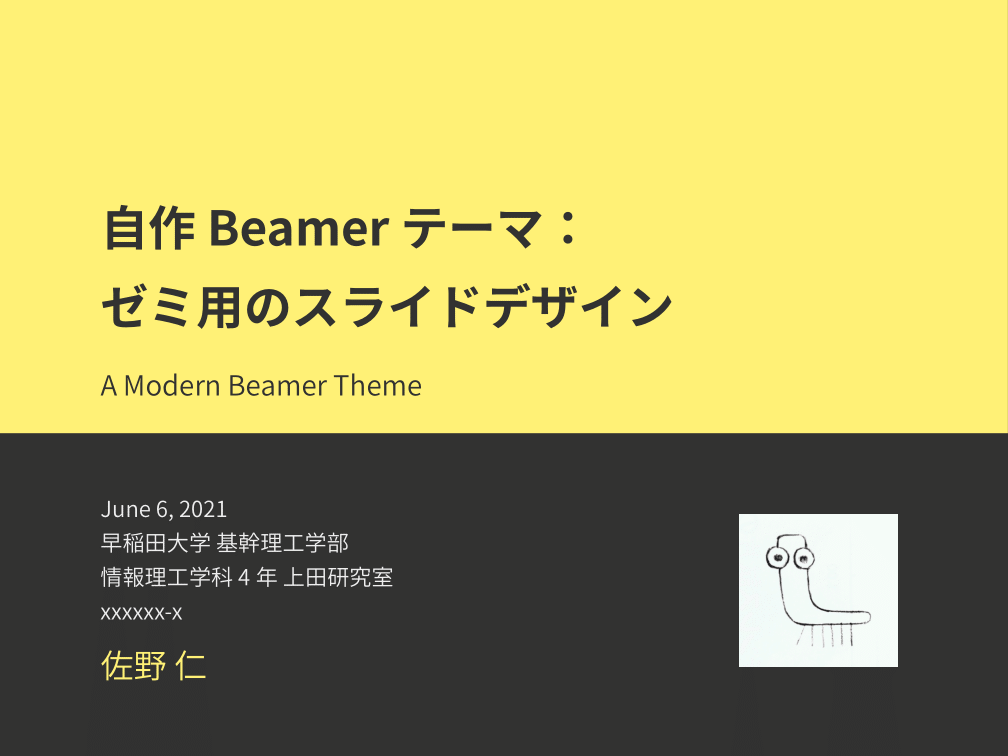 自作 Beamer テーマ：
ゼミ用のスライドデザイン
A Modern Beamer Theme
June 6, 2021
早稲田大学 基幹理工学部
情報理工学科 4 年 上田研究室
xxxxxx-x
佐野 仁